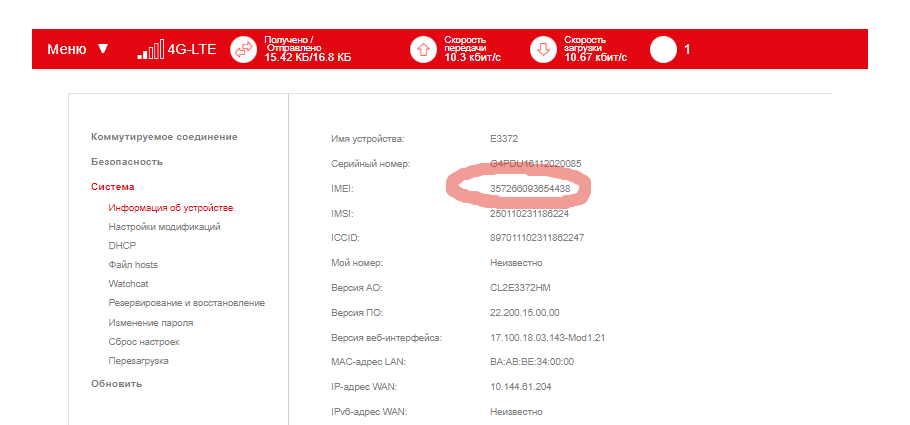 Меню ▼ 4G-LTE Получено / Отправлено 15.42 КБ/16.8 КБ Скорость передачи 10.3 кбит/с Скорость загрузки 10.67 кбит/с 1
Коммутируемое соединение
Безопасность
Система
Информация об устройстве
Настройки модификаций
DHCP
Файл hosts
Watchcat
Резервирование и восстановление
Изменение пароля
Сброс настроек
Перезагрузка
Обновить
Имя устройства: E3372
Серийный номер: G4PDU16112020085
IMEI: 357266093654438
IMSI: 250110231186224
ICCID: 897011102311862247
Мой номер: Неизвестно
Версия АО: CL2E3372HM
Версия ПО: 22.200.15.00.00
Версия веб-интерфейса: 17.100.18.03.143-Mod1.21
MAC-адрес LAN: BA:AB:BE:34:00:00
IP-адрес WAN: 10.144.61.204
IPv6-адрес WAN: Неизвестно